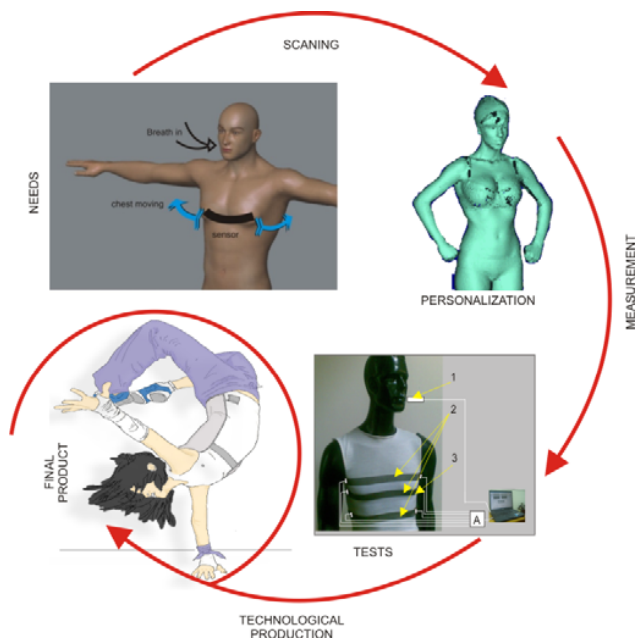 SCANING
NEEDS
Breath in
chest moving
sensor
PERSONALIZATION
MEASUREMENT
1
2
3
A
TESTS
FINAL
PRODUCT
TECHNOLOGICAL
PRODUCTION